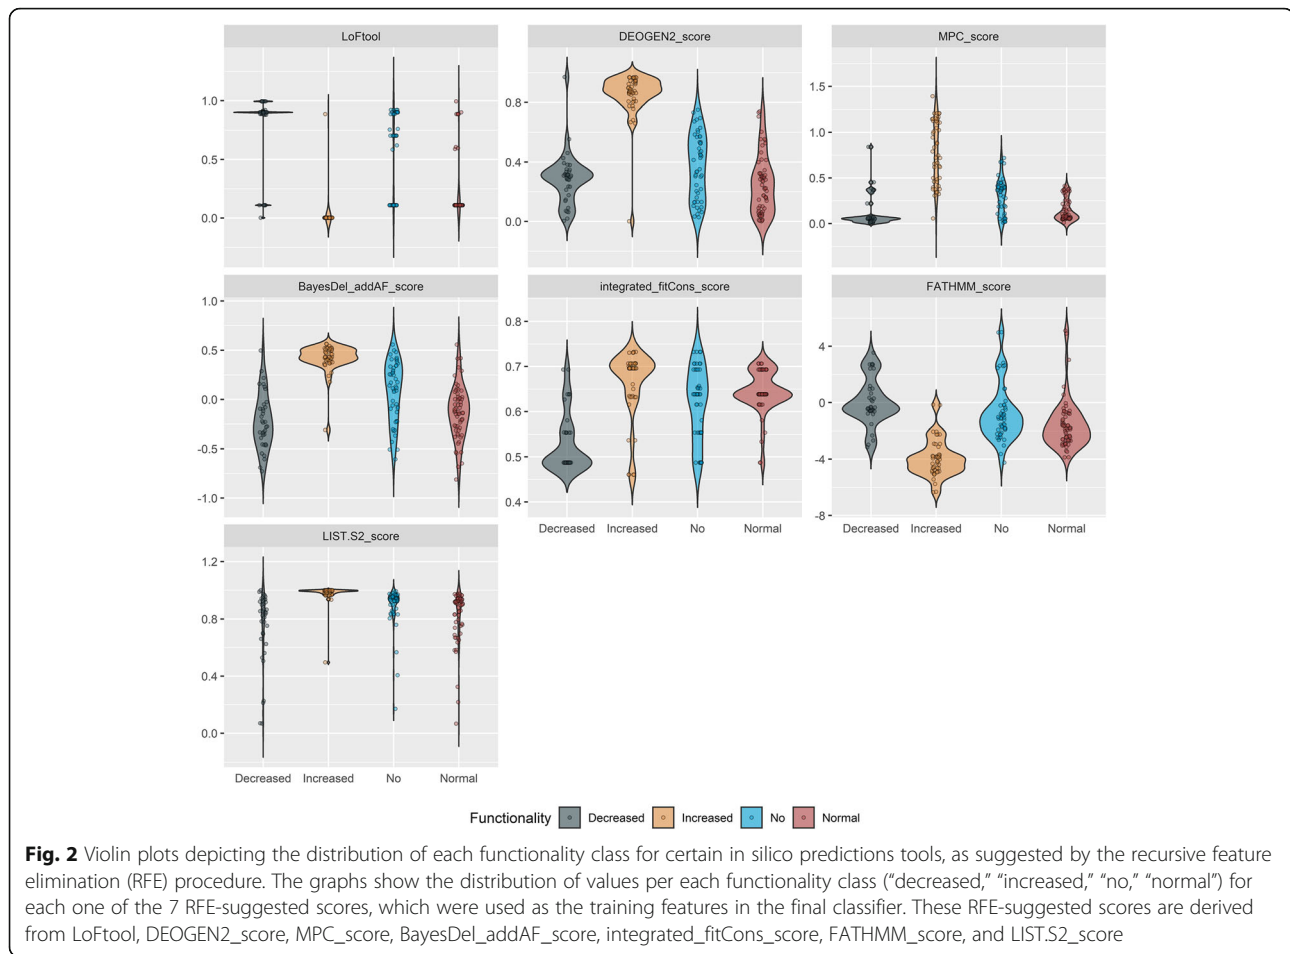 LoFtool
DEOGEN2_score
MPC_score
1.0
0.5
0.0
0.8
0.4
0.0
1.5
1.0
0.5
0.0
BayesDel_addAF_score
integrated_fitCons_score
FATHMM_score
1.0
0.5
0.0
-0.5
-1.0
0.8
0.7
0.6
0.5
0.4
4
0
-4
-8
Decreased Increased No Normal
Decreased Increased No Normal
LIST.S2_score
1.2
0.8
0.4
0.0
Decreased Increased No Normal
Functionality Decreased Increased No Normal
Fig. 2 Violin plots depicting the distribution of each functionality class for certain in silico predictions tools, as suggested by the recursive feature
elimination (RFE) procedure. The graphs show the distribution of values per each functionality class (“decreased,” “increased,” “no,” “normal”) for
each one of the 7 RFE-suggested scores, which were used as the training features in the final classifier. These RFE-suggested scores are derived
from LoFtool, DEOGEN2_score, MPC_score, BayesDel_addAF_score, integrated_fitCons_score, FATHMM_score, and LIST.S2_score